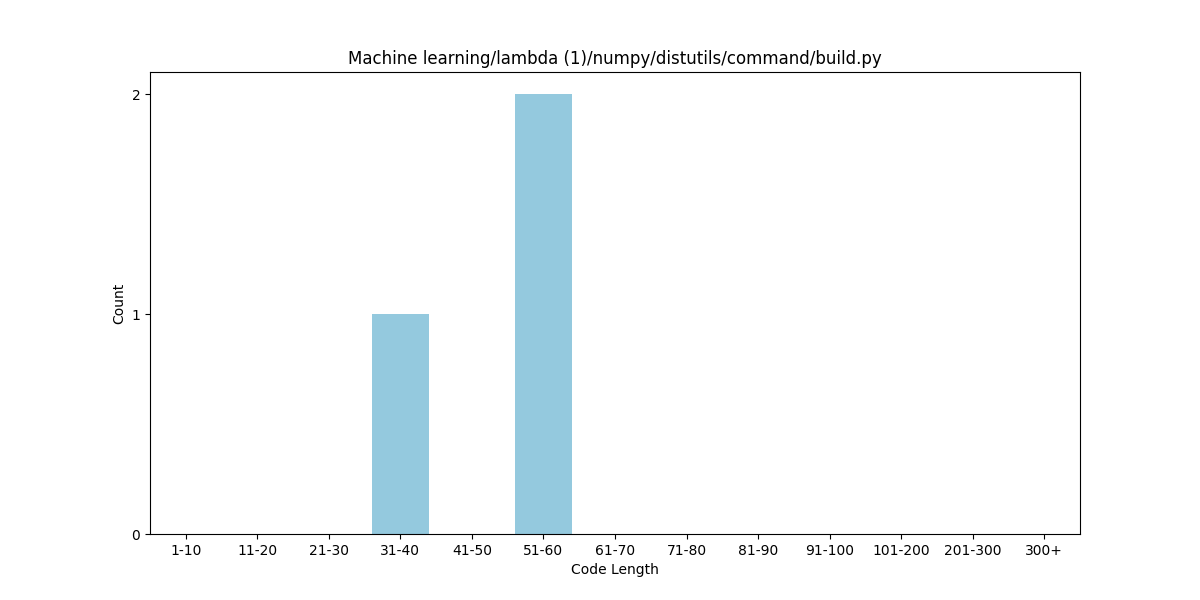 Machine learning/lambda (1)/numpy/distutils/command/build.py
2
1
0
Count
1-10 11-20 21-30 31-40 41-50 51-60 61-70 71-80 81-90 91-100 101-200 201-300 300+
Code Length